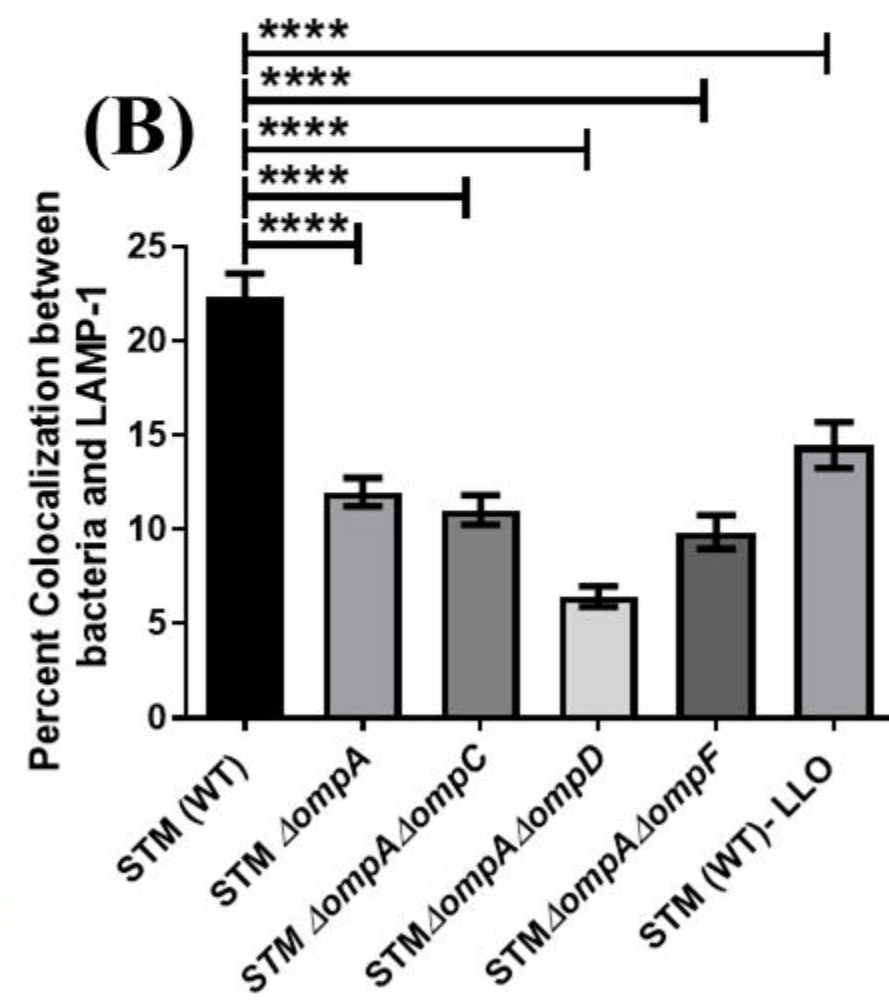 ****
****
(B)
****
****
****
Percent Colocalization between
bacteria and LAMP-1
25
20
15
10
5
0
STM (WT)
STM ΔompA
STM ΔompAΔompC
STMΔompAΔompD
STMΔompAΔompF
STM (WT)- LLO